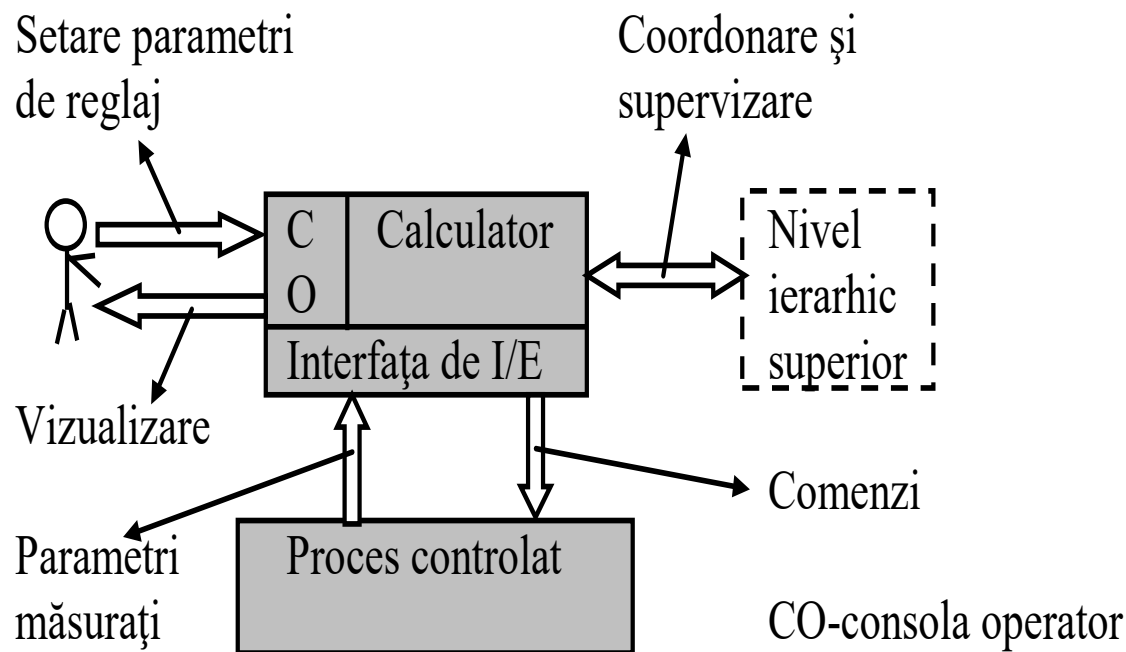 Setare parametri
de reglaj
Coordonare şi
supervizare
C
O
Calculator
Nivel
ierarhic
superior
Interfaţa de I/E
Vizualizare
Comenzi
Parametri
măsuraţi
Proces controlat
CO-consola operator